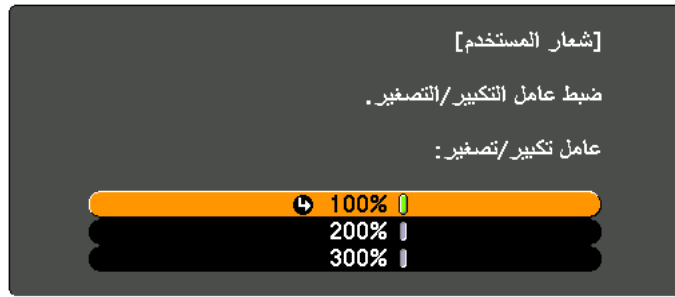 [شعار المستخدم]
ضبط عامل التكبير/التصغير.
عامل تكبير/تصغير:
100%
200%
300%